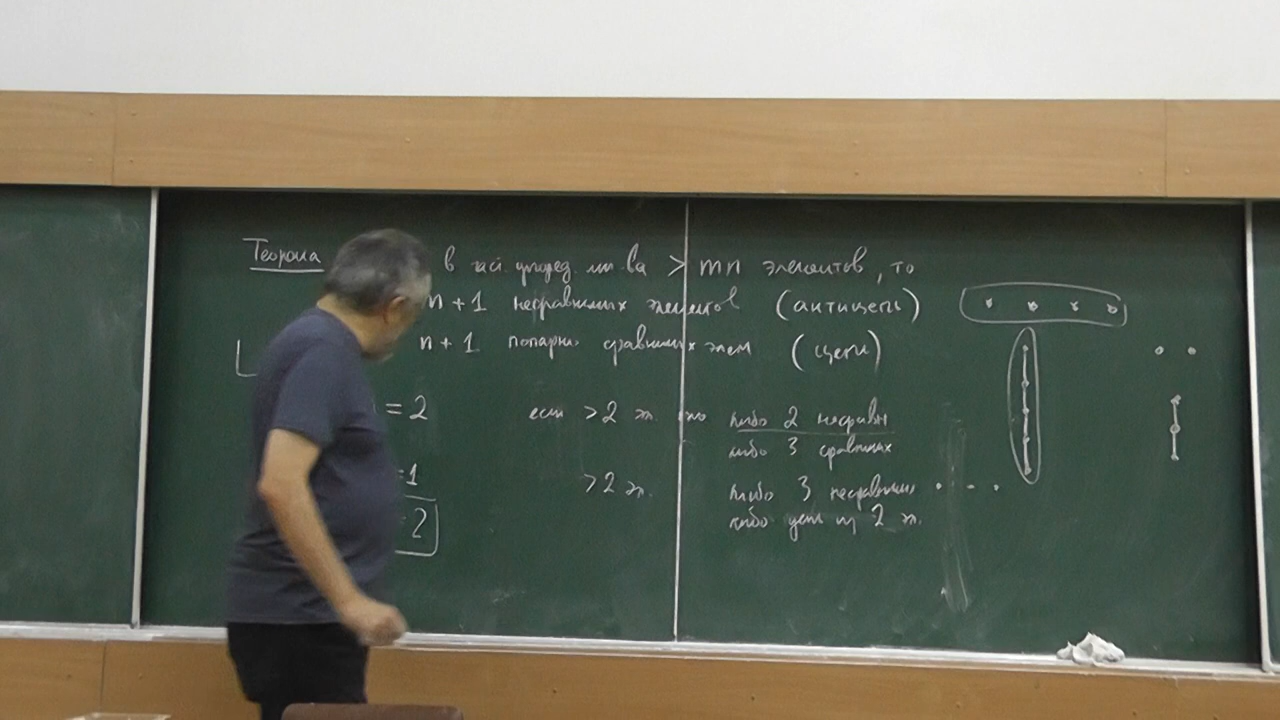 Теорема в част. упоряд. мн-ва > mn элементов, то
n+1 несравнимых элементов (антицепь)
n+1 попарно сравнимых элем (цепи)
=2 если >2 эл. то либо 2 несравн
либо 3 сравнимых
=1 >2 эл. либо 3 несравнимых
=2 либо цепь из 2 эл.